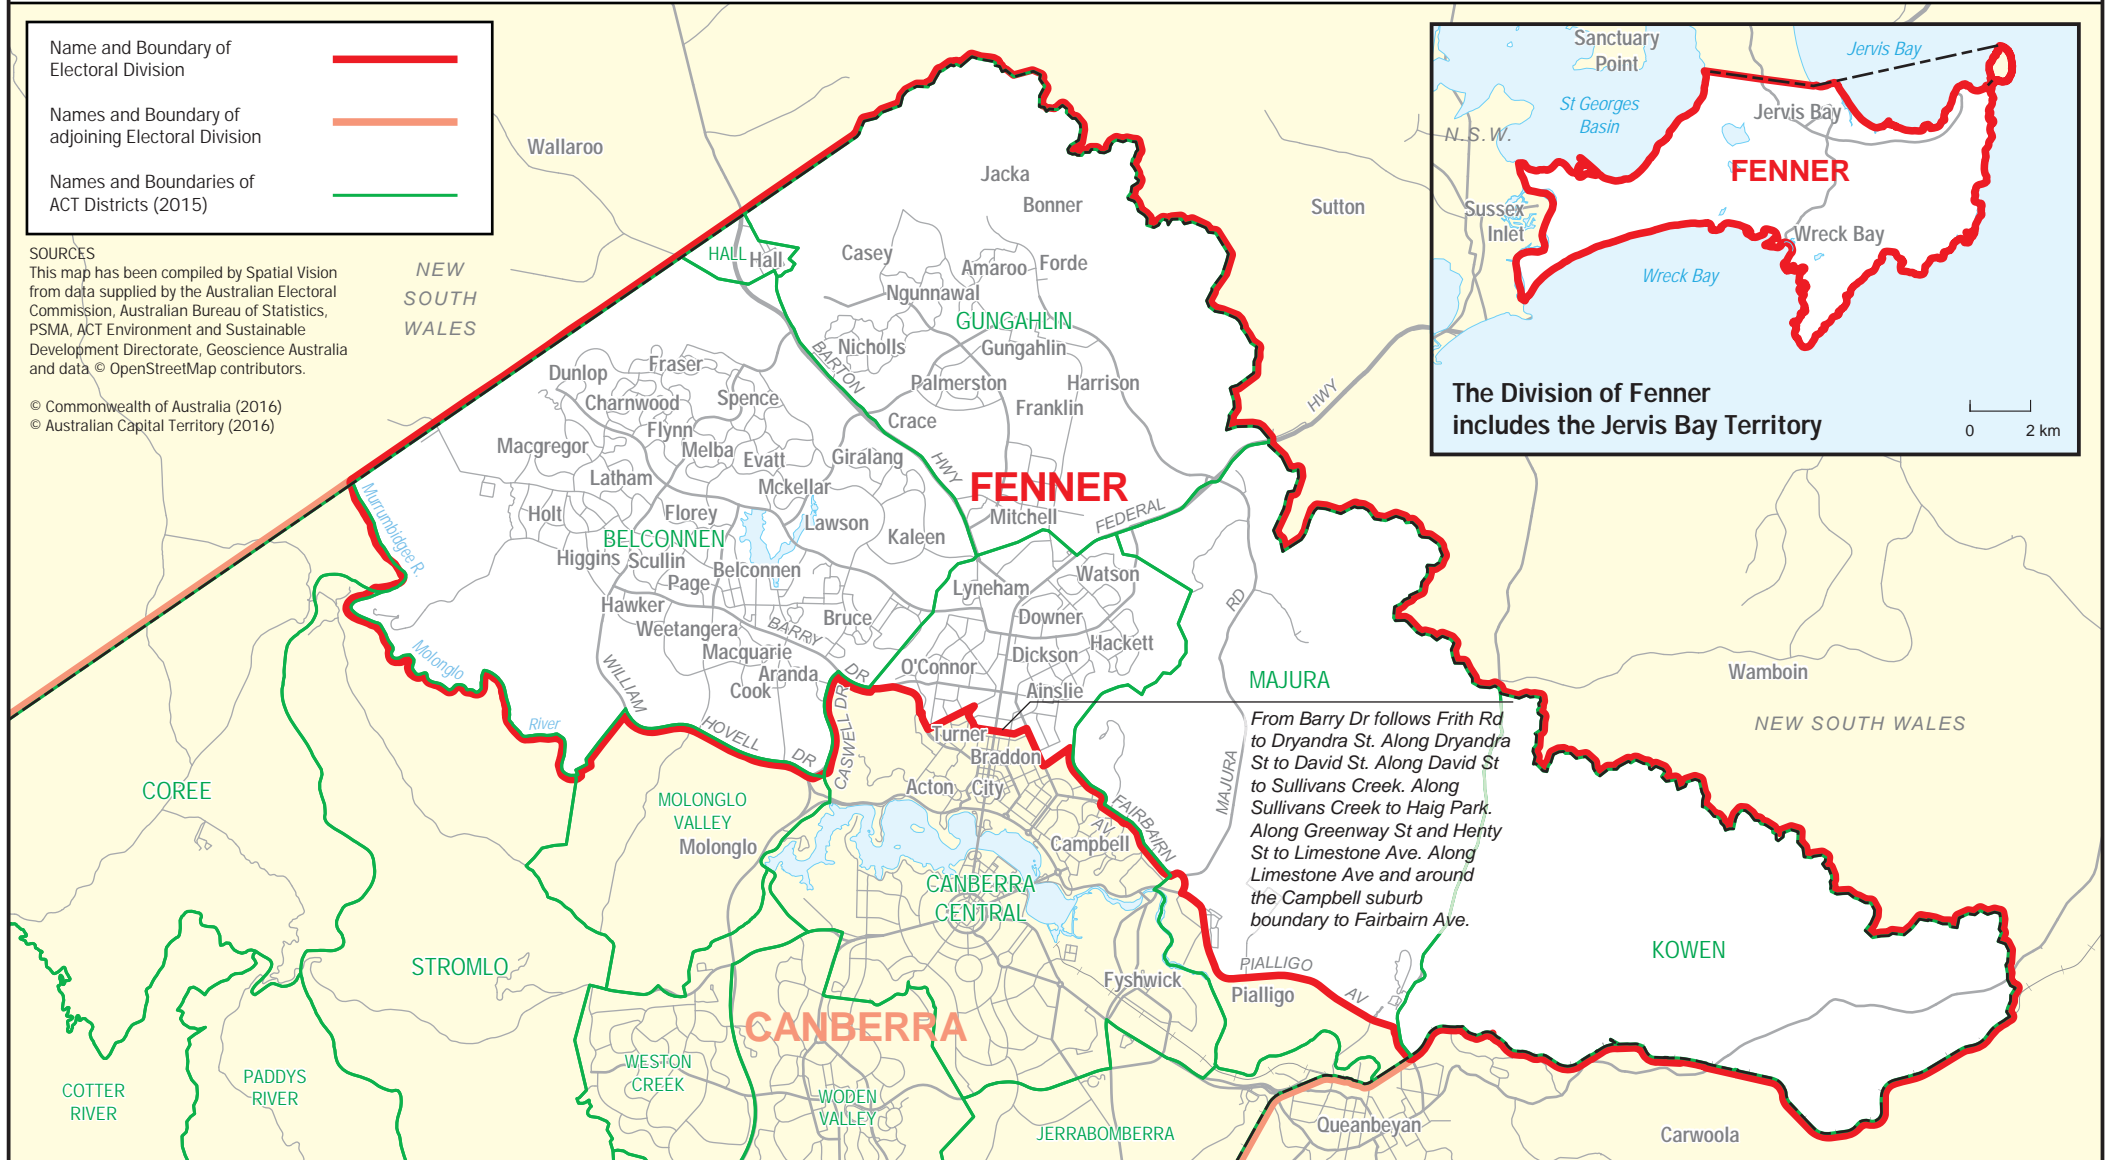 Name and Boundary of
Electoral Division
Names and Boundary of
adjoining Electoral Division
Names and Boundaries of
ACT Districts (2015)
SOURCES
This map has been compiled by Spatial Vision
from data supplied by the Australian Electoral
Commission, Australian Bureau of Statistics,
PSMA, ACT Environment and Sustainable
Development Directorate, Geoscience Australia
and data © OpenStreetMap contributors.
© Commonwealth of Australia (2016)
© Australian Capital Territory (2016)
NEW
SOUTH
WALES
Wallaroo
Sutton
Sanctuary
Point
Jervis Bay
St Georges
Basin
N.S.W.
Jervis Bay
FENNER
Sussex
Inlet
Wreck Bay
Wreck Bay
The Division of Fenner
includes the Jervis Bay Territory
0
2 km
Jacka
Bonner
HALL
Hall
Casey
Amaroo
Forde
Ngunnawal
GUNGAHLIN
Nicholls
Gungahlin
BARTON
HWY
Palmerston
Harrison
Franklin
Crace
HWY
Fraser
Dunlop
Charnwood
Spence
Flynn
Macgregor
Melba
Evatt
Giralang
Latham
Mckellar
FENNER
Mitchell
FEDERAL
Murrumbidgee R.
Holt
Florey
Lawson
Kaleen
BELCONNEN
Higgins
Scullin
Belconnen
Page
Lyneham
Watson
Hawker
Bruce
Downer
RD
Weetangera
BARRY
DR
Hackett
Macquarie
Dickson
O'Connor
Aranda
Cook
Ainslie
MAJURA
Molonglo
River
WILLIAM
HOVELL
DR
CASWELL DR
Turner
Braddon
Acton
City
MAJURA
From Barry Dr follows Frith Rd
to Dryandra St. Along Dryandra
St to David St. Along David St
to Sullivans Creek. Along
Sullivans Creek to Haig Park.
Along Greenway St and Henty
St to Limestone Ave. Along
Limestone Ave and around
the Campbell suburb
boundary to Fairbairn Ave.
Wamboin
NEW SOUTH WALES
COREE
MOLONGLO
VALLEY
Molonglo
FAIRBAIRN
AV
Campbell
CANBERRA
CENTRAL
STROMLO
KOWEN
Fyshwick
PIALLIGO
AV
Pialligo
CANBERRA
COTTER
RIVER
PADDYS
RIVER
WESTON
CREEK
WODEN
VALLEY
JERRABOMBERRA
Queanbeyan
Carwoola